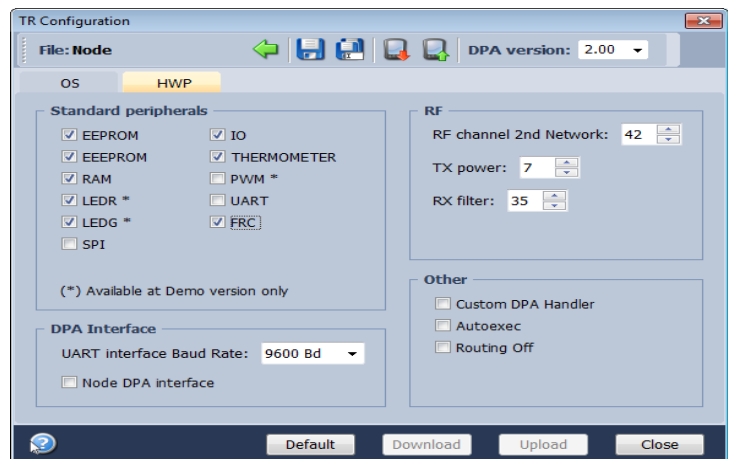 TR Configuration
File: Node
DPA version: 2.00
OS HWP
Standard peripherals
EEPROM IO
EEEPROM THERMOMETER
RAM PWM *
LEDR * UART
LEDG * FRC
SPI
(*) Available at Demo version only
DPA Interface
UART interface Baud Rate: 9600 Bd
Node DPA interface
RF
RF channel 2nd Network: 42
TX power: 7
RX filter: 35
Other
Custom DPA Handler
Autoexec
Routing Off
Default Download Upload Close